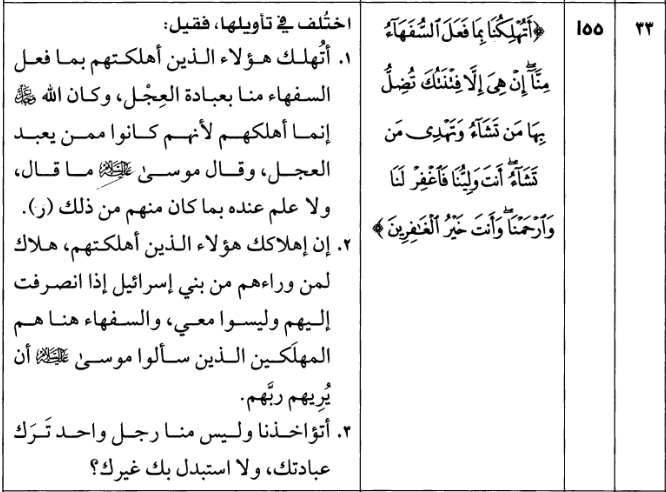 ٣٣
١٥٥
﴿أَتُهْلِكُنَا بِمَا فَعَلَ السُّفَهَآءُ
مِنَّآ إِنْ هِىَ إِلَّا فِتْنَتُكَ تُضِلُّ
بِهَا مَن تَشَآءُ وَتَهْدِى مَن
تَشَآءُ أَنتَ وَلِيُّنَا فَٱغْفِرْ لَنَا
وَٱرْحَمْنَا وَأَنتَ خَيْرُ ٱلْغَٰفِرِينَ﴾
اختُلف في تأويلها، فقيل:
١. أتُهلك هؤلاء الذين أهلكتهم بما فعل
السفهاء منا بعبادة العِجْل، وكان الله ﷻ
إنما أهلكهم لأنهم كانوا ممن يعبد
العجل، وقال موسىٰ عليه السلام ما قال،
ولا علم عنده بما كان منهم من ذلك (ر).
٢. إن إهلاكك هؤلاء الذين أهلكتهم، هلاك
لمن وراءهم من بني إسرائيل إذا انصرفت
إليهم وليسوا معي، والسفهاء هنا هم
المهلَكين الذين سألوا موسىٰ عليه السلام أن
يُرِيهم ربَّهم.
٣. أتؤاخذنا وليس منا رجل واحد تَرَك
عبادتك، ولا استبدل بك غيرك؟